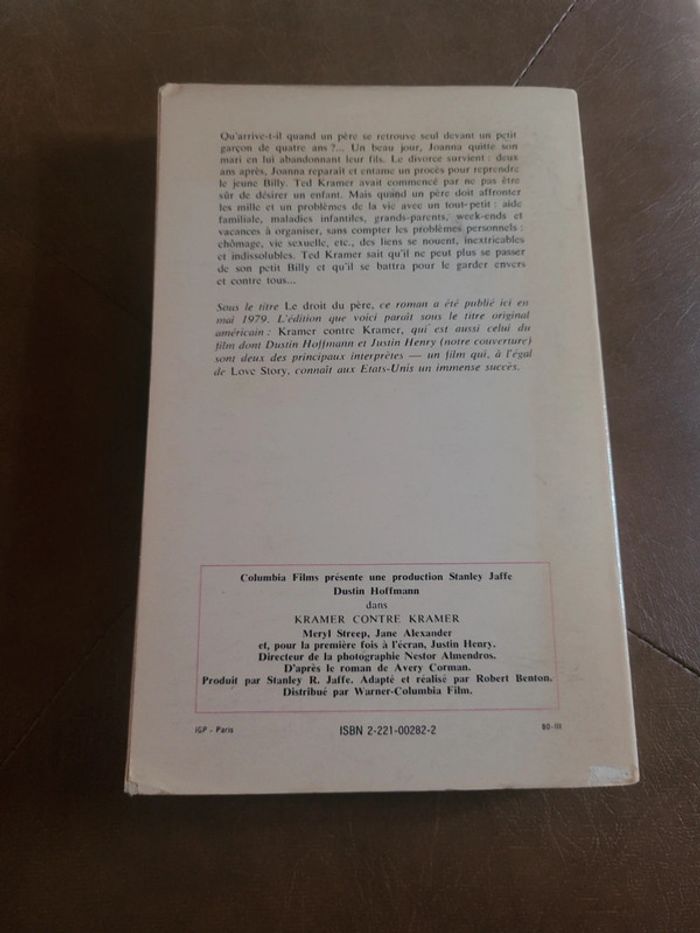 Qu'arrive-t-il quand un père se retrouve seul devant un petit
garçon de quatre ans ?... Un beau jour, Joanna quitte son
mari en lui abandonnant leur fils. Le divorce survient : deux
ans après, Joanna reparaît et entame un procès pour reprendre
le jeune Billy. Ted Kramer avait commencé par ne pas être
sûr de désirer un enfant. Mais quand un père doit affronter
les mille et un problèmes de la vie avec un tout-petit : aide
familiale, maladies infantiles, grands-parents, week-ends et
vacances à organiser, sans compter les problèmes personnels :
chômage, vie sexuelle, etc., des liens se nouent, inextricables
et indissolubles. Ted Kramer sait qu'il ne peut plus se passer
de son petit Billy et qu'il se battra pour le garder envers
et contre tous...
Sous le titre Le droit du père, ce roman a été publié ici en
mai 1979. L'édition que voici paraît sous le titre original
américain : Kramer contre Kramer, qui est aussi celui du
film dont Dustin Hoffmann et Justin Henry (notre couverture)
sont deux des principaux interprètes — un film qui, à l'égal
de Love Story, connaît aux Etats-Unis un immense succès.
Columbia Films présente une production Stanley Jaffe
Dustin Hoffmann
dans
KRAMER CONTRE KRAMER
Meryl Streep, Jane Alexander
et, pour la première fois à l'écran, Justin Henry.
Directeur de la photographie Nestor Almendros.
D'après le roman de Avery Corman.
Produit par Stanley R. Jaffe. Adapté et réalisé par Robert Benton.
Distribué par Warner-Columbia Film.
IGP - Paris ISBN 2-221-00282-2 80-III